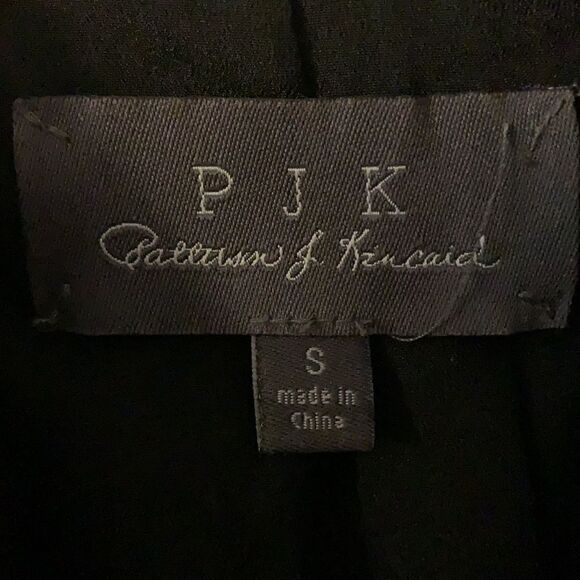 P J K
Patterson J. Kincaid
S
made in
China